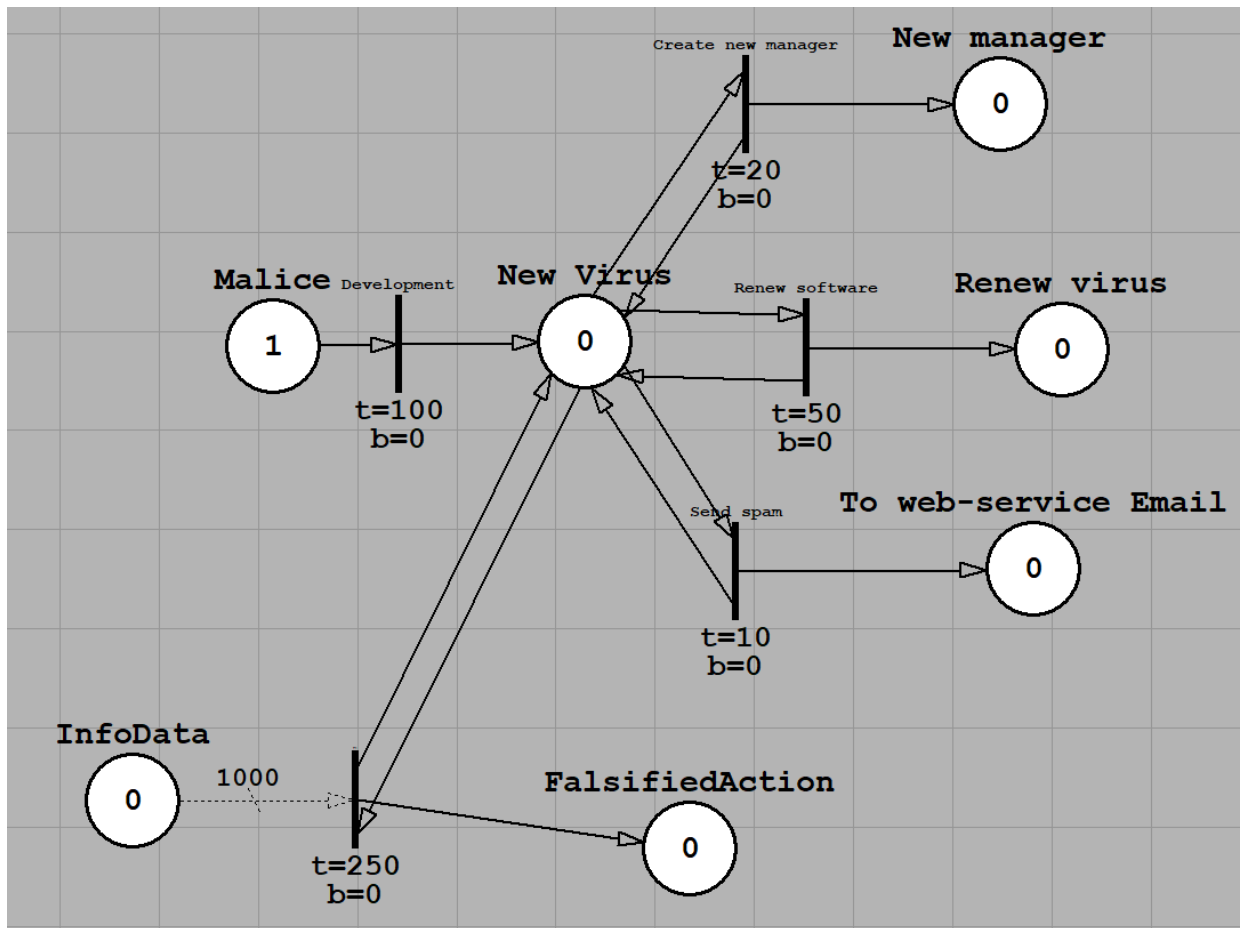 Create new manager
New manager
0
t=20
b=0
Malice
Development
New Virus
Renew software
Renew virus
1
0
0
t=100
b=0
t=50
b=0
Send spam
To web-service Email
0
t=10
b=0
InfoData
1000
0
FalsifiedAction
0
t=250
b=0